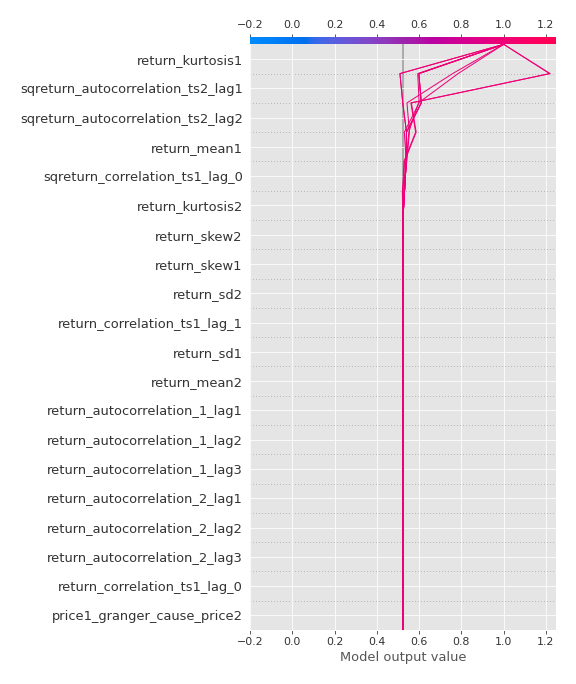 −0.2 0.0 0.2 0.4 0.6 0.8 1.0 1.2
return_kurtosis1
sqreturn_autocorrelation_ts2_lag1
sqreturn_autocorrelation_ts2_lag2
return_mean1
sqreturn_correlation_ts1_lag_0
return_kurtosis2
return_skew2
return_skew1
return_sd2
return_correlation_ts1_lag_1
return_sd1
return_mean2
return_autocorrelation_1_lag1
return_autocorrelation_1_lag2
return_autocorrelation_1_lag3
return_autocorrelation_2_lag1
return_autocorrelation_2_lag2
return_autocorrelation_2_lag3
return_correlation_ts1_lag_0
price1_granger_cause_price2
−0.2 0.0 0.2 0.4 0.6 0.8 1.0 1.2
Model output value